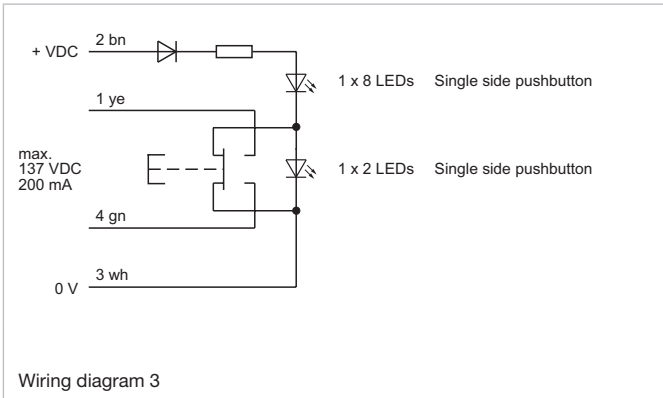 2 bn
+ VDC
1 x 8 LEDs Single side pushbutton
1 ye
max.
137 VDC
200 mA
1 x 2 LEDs Single side pushbutton
4 gn
3 wh
0 V
Wiring diagram 3